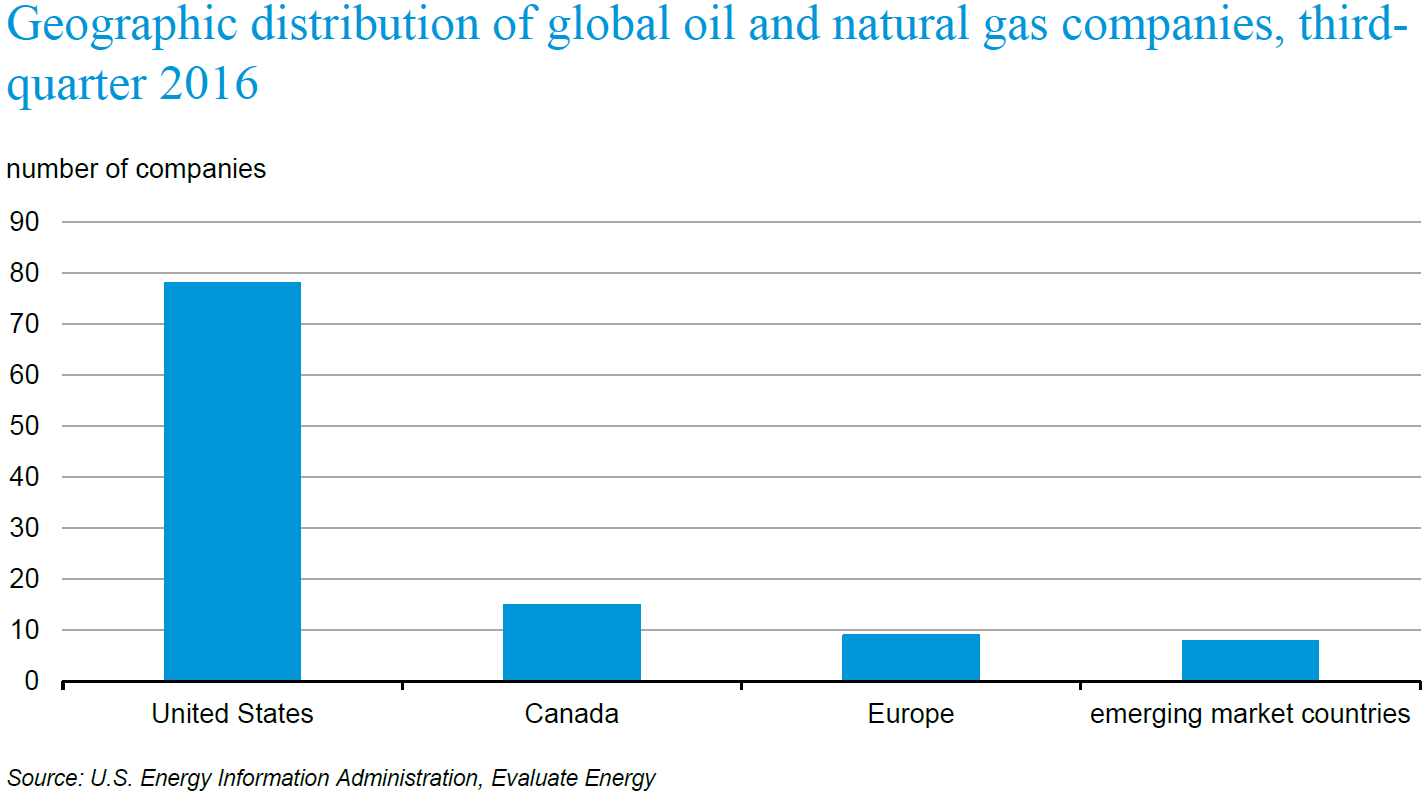 Geographic distribution of global oil and natural gas companies, third-
quarter 2016
number of companies
90
80
70
60
50
40
30
20
10
0
United States
Canada
Europe
emerging market countries
Source: U.S. Energy Information Administration, Evaluate Energy